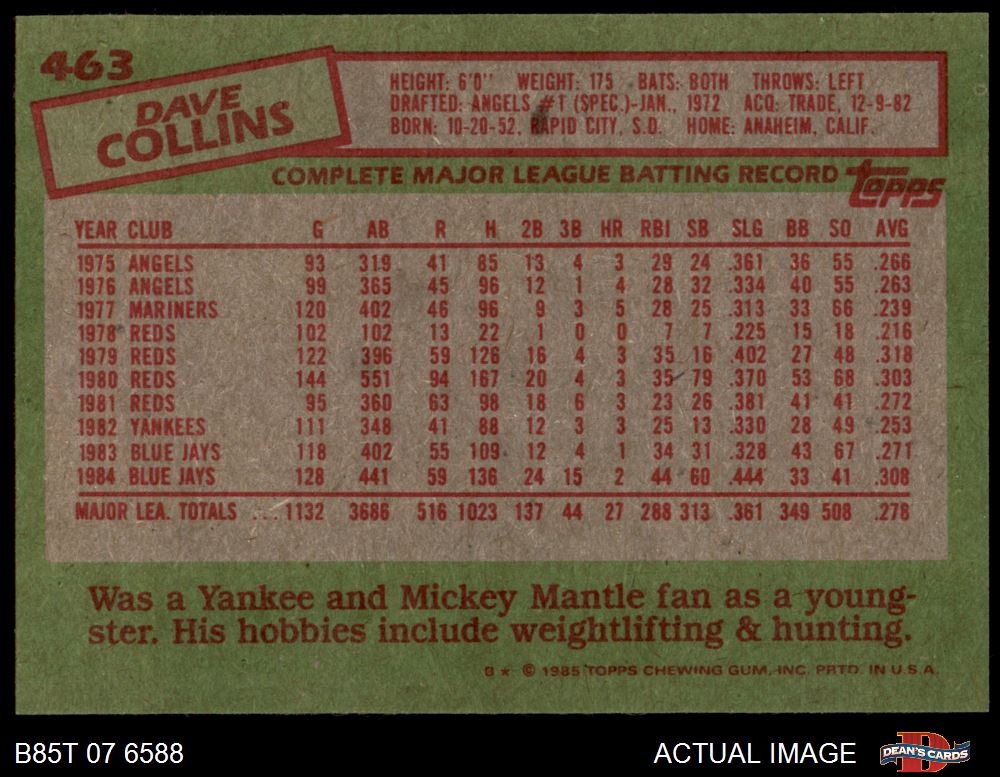 463
DAVE
COLLINS
HEIGHT: 6'0" WEIGHT: 175 BATS: BOTH THROWS: LEFT
DRAFTED: ANGELS #1 (SPEC.)-JAN., 1972 ACQ: TRADE, 12-9-82
BORN: 10-20-52, RAPID CITY, S.D. HOME: ANAHEIM, CALIF.
COMPLETE MAJOR LEAGUE BATTING RECORD topps
YEAR CLUB G AB R H 2B 3B HR RBI SB SLG BB SO AVG
1975 ANGELS 93 319 41 85 13 4 3 29 24 .361 36 55 .266
1976 ANGELS 99 365 45 96 12 1 4 28 32 .334 40 55 .263
1977 MARINERS 120 402 46 96 9 3 5 28 25 .313 33 66 .239
1978 REDS 102 102 13 22 1 0 0 7 7 .225 15 18 .216
1979 REDS 122 396 59 126 16 4 3 35 16 .402 27 48 .318
1980 REDS 144 551 94 167 20 4 3 35 79 .370 53 68 .303
1981 REDS 95 360 63 98 18 6 3 23 26 .381 41 41 .272
1982 YANKEES 111 348 41 88 12 3 3 25 13 .330 28 49 .253
1983 BLUE JAYS 118 402 55 109 12 4 1 34 31 .328 43 67 .271
1984 BLUE JAYS 128 441 59 136 24 15 2 44 60 .444 33 41 .308
MAJOR LEA. TOTALS ... 1132 3686 516 1023 137 44 27 288 313 .361 349 508 .278
Was a Yankee and Mickey Mantle fan as a young-
ster. His hobbies include weightlifting & hunting.
B * © 1985 TOPPS CHEWING GUM, INC. PRTD. IN U.S.A.
B85T 07 6588 ACTUAL IMAGE DEAN'S CARDS